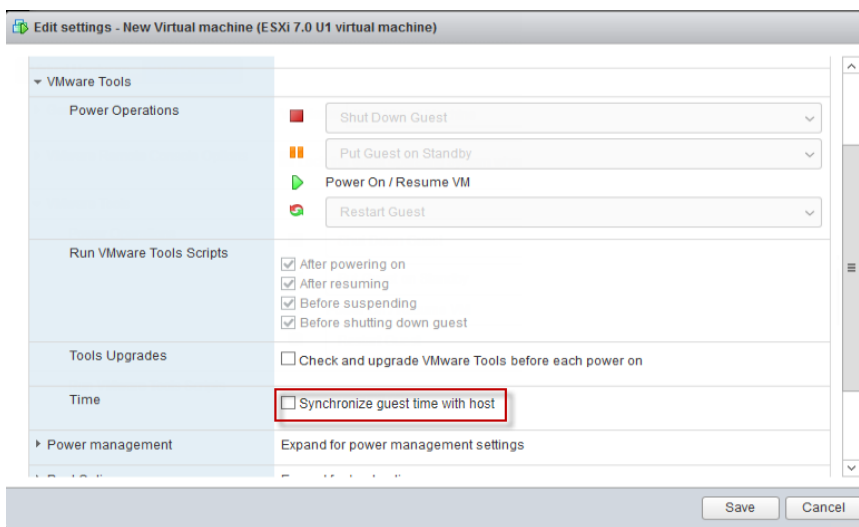 Edit settings - New Virtual machine (ESXi 7.0 U1 virtual machine)
VMware Tools
Power Operations
Shut Down Guest
Put Guest on Standby
Power On / Resume VM
Restart Guest
Run VMware Tools Scripts
After powering on
After resuming
Before suspending
Before shutting down guest
Tools Upgrades
Check and upgrade VMware Tools before each power on
Time
Synchronize guest time with host
Power management
Expand for power management settings
Save
Cancel